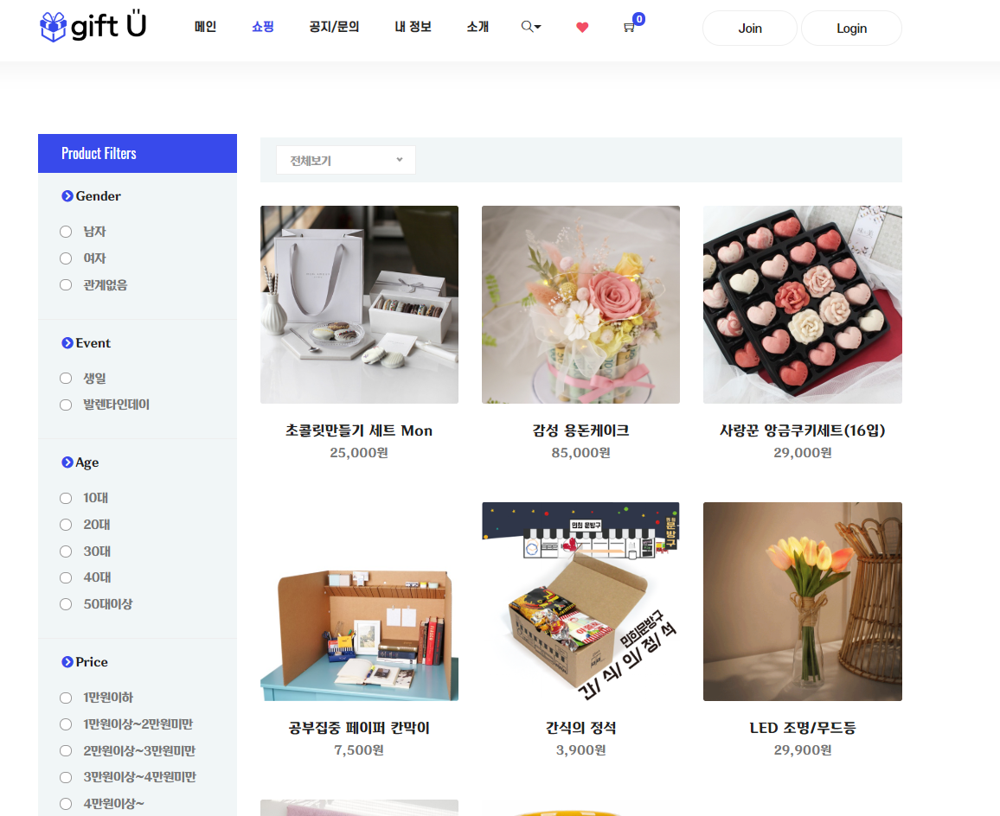 gift Ü
메인 쇼핑 공지/문의 내 정보 소개 0 Join Login
Product Filters
전체보기
Gender
남자
여자
관계없음
Event
생일
발렌타인데이
Age
10대
20대
30대
40대
50대이상
Price
1만원이하
1만원이상~2만원미만
2만원이상~3만원미만
3만원이상~4만원미만
4만원이상~
초콜릿만들기 세트 Mon
25,000원
감성 용돈케이크
85,000원
사랑꾼 앙금쿠키세트(16입)
29,000원
민희 문방구
문방구
민희문방구
간/식/의/정/석
공부집중 페이퍼 칸막이
7,500원
간식의 정석
3,900원
LED 조명/무드등
29,900원